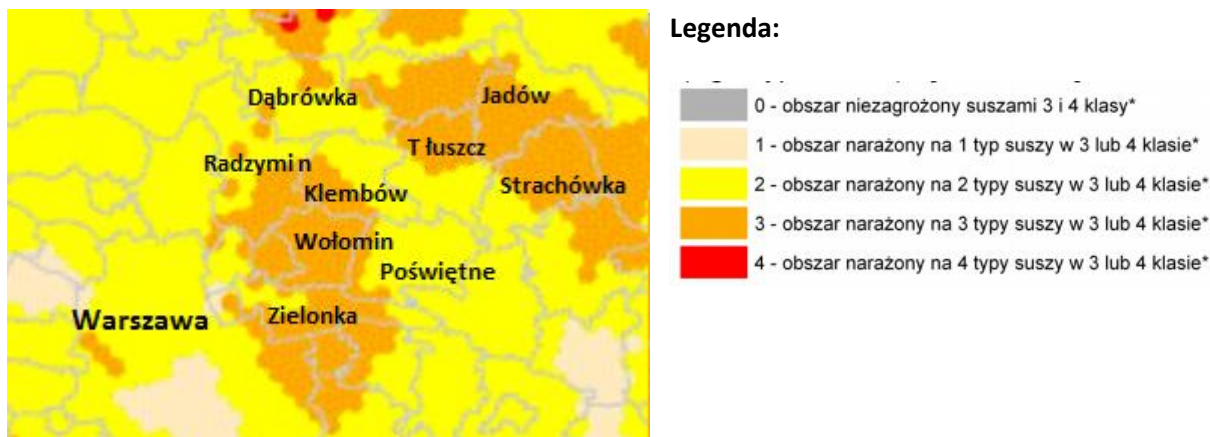 Legenda:
0 - obszar niezagrożony suszami 3 i 4 klasy*
1 - obszar narażony na 1 typ suszy w 3 lub 4 klasie*
2 - obszar narażony na 2 typy suszy w 3 lub 4 klasie*
3 - obszar narażony na 3 typy suszy w 3 lub 4 klasie*
4 - obszar narażony na 4 typy suszy w 3 lub 4 klasie*
Dąbrówka
Jadów
T łuszcz
Radzymi n
Klembów
Strachówka
Wołomin
Poświętne
Zielonka
Warszawa